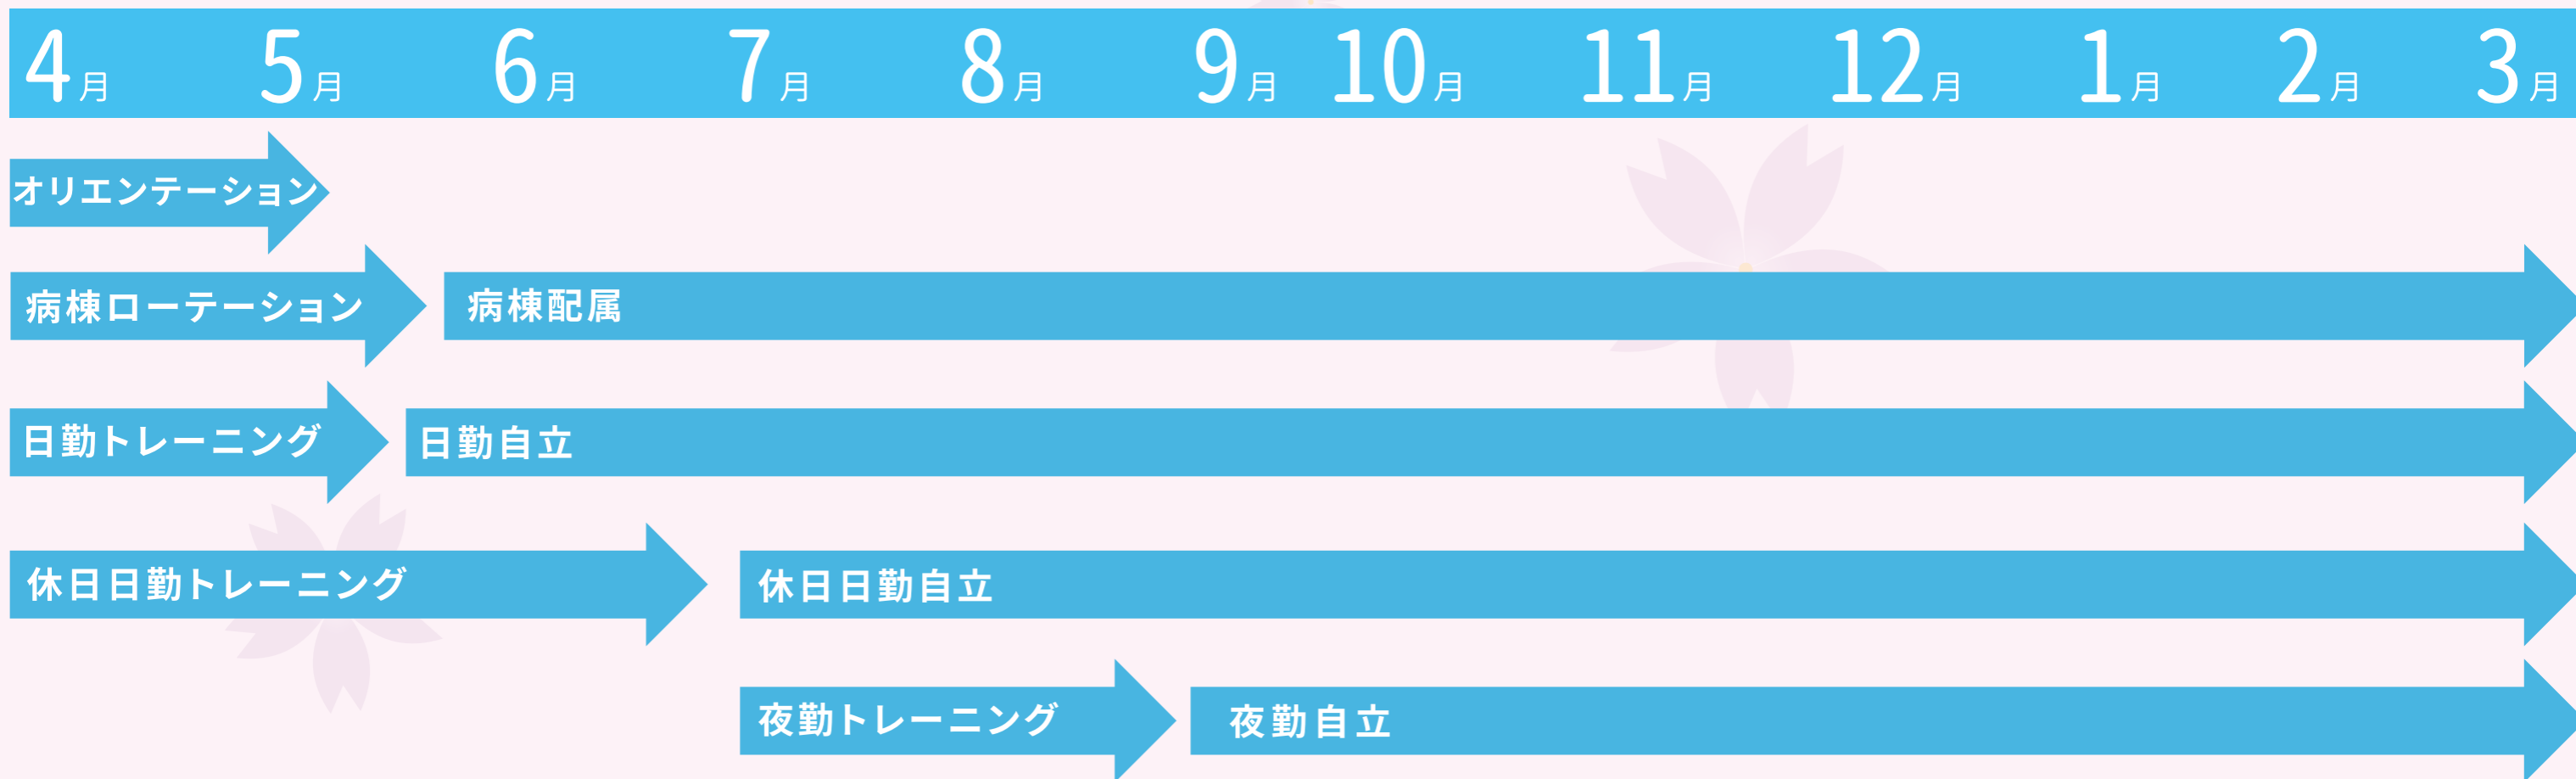 4月 5月 6月 7月 8月 9月 10月 11月 12月 1月 2月 3月
オリエンテーション
病棟ローテーション 病棟配属
日勤トレーニング 日勤自立
休日日勤トレーニング 休日日勤自立
夜勤トレーニング 夜勤自立